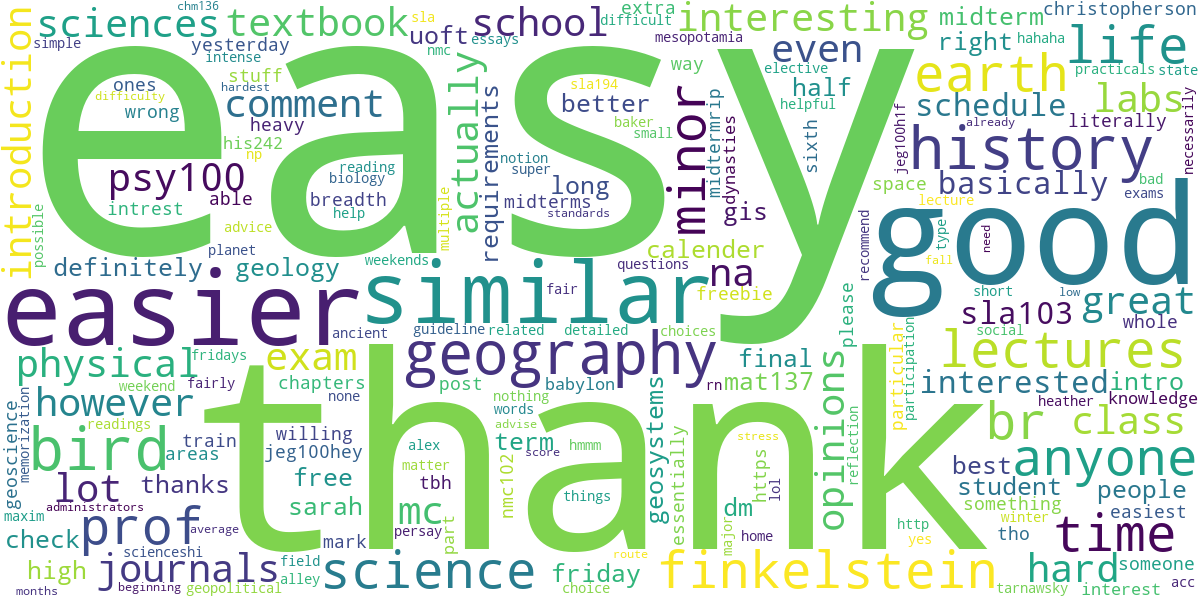 chm136
sciences
textbook
sla
essays
school
extra
difficult
interesting
midterm
christopherson
simple
yesterday
intense
uoft
nmc
mesopotamia
even
right
hahaha
life
introduction
easy
ones
stuff
hardest
difficulty
wrong
comment
heavy
his242
np
actually
requirements
sla194
better
baker
small
way
elective
half
helpful
practicals
state
earth
labs
schedule
literally
already
necessarily
psy100
reading
biology
help
able
breadth
intrest
advice
possible
planet
multiple
notion
super
long
midterms
standards
minor
midtermrip
dynasties
gis
sixth
jeg100h1f
history
basically
space
lecture
bad
exams
type
need
fall
good
recommend
calender
definitely
geology
weekends
similar
fair
questions
na
freebie
easier
ancient
guideline
related
detailed
choices
short
low
social
sla103
great
whole
physical
fridays
exam
geography
final
please
opinions
particular
participation
lectures
interested
intro
heather
knowledge
weekend
fairly
chapters
none
post
nothing
babylon
rn
mat137
however
readings
words
advise
score
term
hmmm
geosystems
essentially
thank
br
class
geoscience
memorization
bird
train
areas
willing
jeg100hey
alex
matter
tbh
mc
nmc102
things
stress
https
lol
dm
reflection
best
student
something
anyone
people
easiest
lot
thanks
free
sarah
maxim
administrators
prof
check
average
mark
persay
part
major
home
http
yes
winter
tho
time
someone
high
scienceshi
journals
field
alley
science
friday
choice
route
finkelstein
hard
interest
acc
months
beginning
geopolitical
tarnawsky